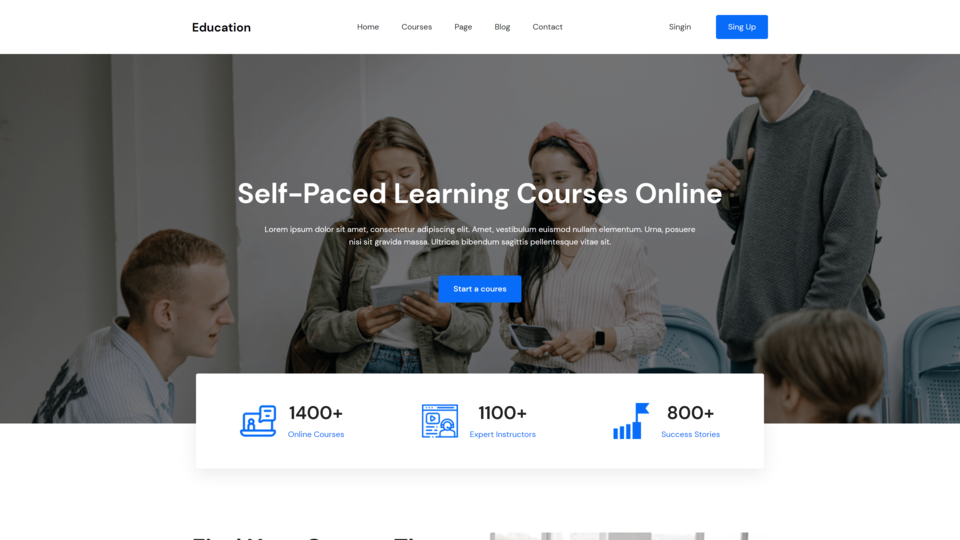 Education
Home Courses Page Blog Contact
Singin
Sing Up
Self-Paced Learning Courses Online
Lorem ipsum dolor sit amet, consectetur adipiscing elit. Amet, vestibulum euismod nullam elementum. Urna, posuere
nisi sit gravida massa. Ultrices bibendum sagittis pellentesque vitae sit.
Start a coures
1400+
Online Courses
1100+
Expert Instructors
800+
Success Stories